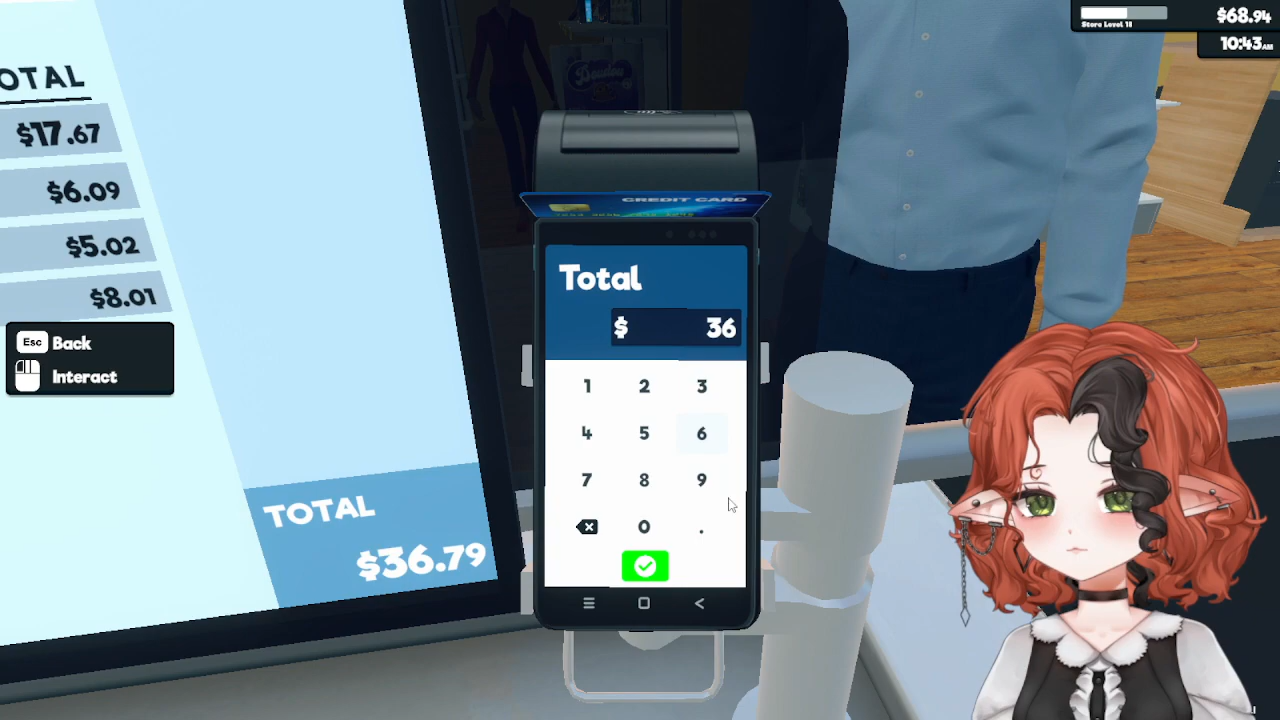 Store Level 18
$68.94
10:43AM
TOTAL
$17.67
$6.09
$5.02
$8.01
Esc Back
Interact
TOTAL
$36.79
CREDIT CARD
Total
$ 36
1 2 3
4 5 6
7 8 9
0 .